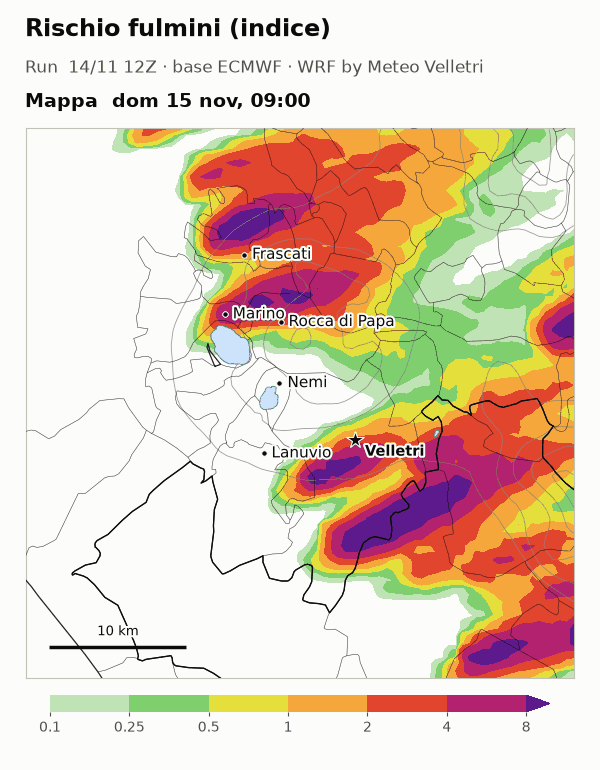 Rischio fulmini (indice)
Run  14/11 12Z · base ECMWF · WRF by Meteo Velletri
Mappa  dom 15 nov, 09:00
Frascati
Marino
Rocca di Papa
Nemi
Velletri
Lanuvio
10 km
0.1 0.25 0.5 1 2 4 8